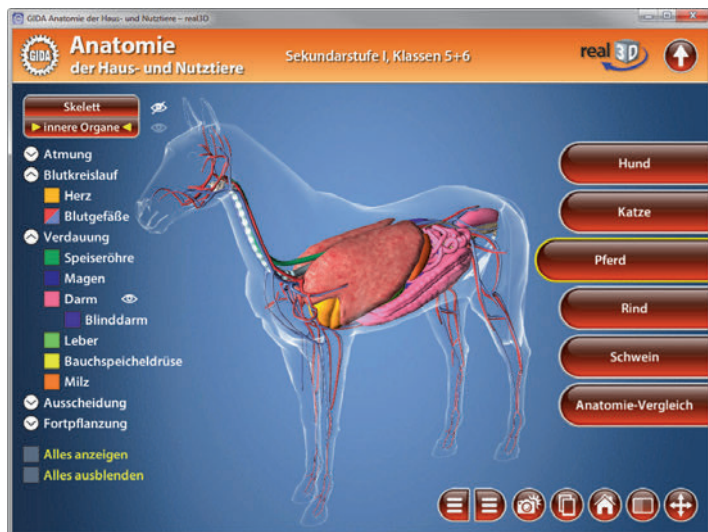 GIDA Anatomie der Haus- und Nutztiere – real3D
GIDA
Anatomie
der Haus- und Nutztiere
Sekundarstufe I, Klassen 5+6
real 3D
Skelett
innere Organe
Atmung
Blutkreislauf
Herz
Blutgefäße
Verdauung
Speiseröhre
Magen
Darm
Blinddarm
Leber
Bauchspeicheldrüse
Milz
Ausscheidung
Fortpflanzung
Alles anzeigen
Alles ausblenden
Hund
Katze
Pferd
Rind
Schwein
Anatomie-Vergleich